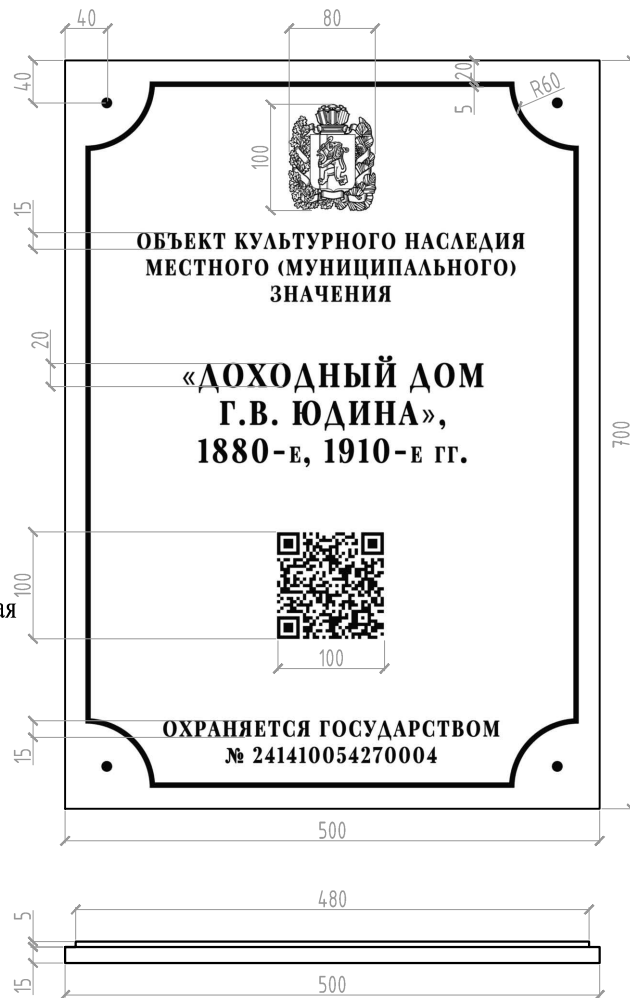 40
80
40
20
5
R60
100
15
ОБЪЕКТ КУЛЬТУРНОГО НАСЛЕДИЯ
МЕСТНОГО (МУНИЦИПАЛЬНОГО)
ЗНАЧЕНИЯ
20
«ДОХОДНЫЙ ДОМ
Г.В. ЮДИНА»,
1880-е, 1910-е гг.
700
100
ая
100
15
ОХРАНЯЕТСЯ ГОСУДАРСТВОМ
№ 241410054270004
500
480
5
15
500